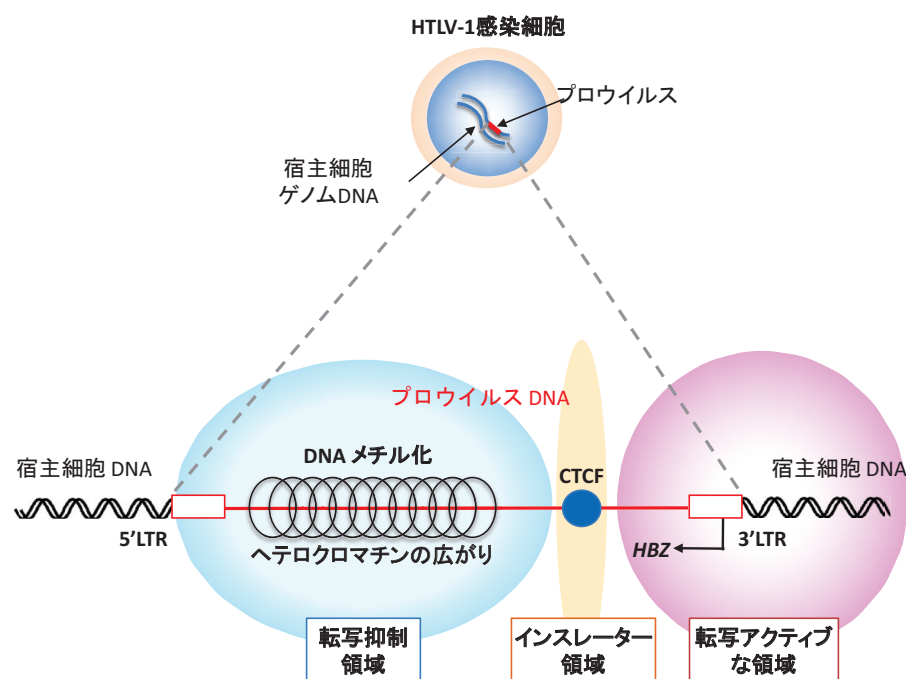 HTLV-1感染細胞
プロウイルス
宿主細胞
ゲノムDNA
プロウイルス DNA
宿主細胞 DNA
DNA メチル化
CTCF
宿主細胞 DNA
5'LTR
ヘテロクロマチンの広がり
HBZ
3'LTR
転写抑制
領域
インスレーター
領域
転写アクティブ
な領域